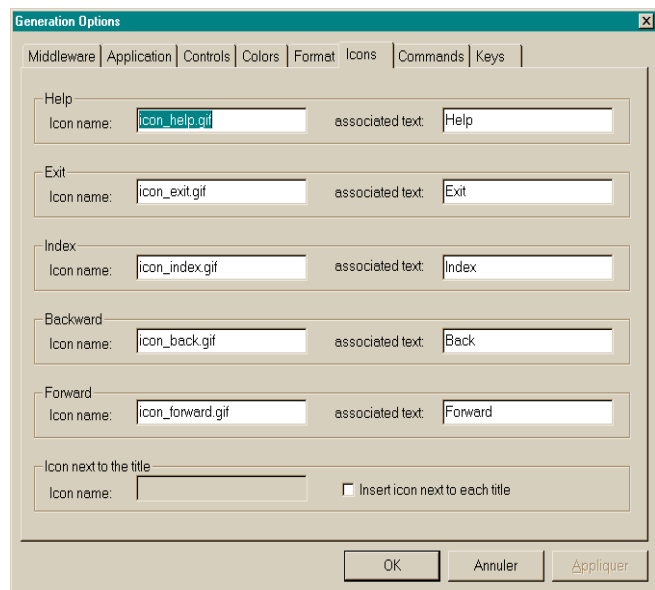 Generation Options
Middleware Application Controls Colors Format Icons Commands Keys
Help
Icon name: icon_help.gif associated text: Help
Exit
Icon name: icon_exit.gif associated text: Exit
Index
Icon name: icon_index.gif associated text: Index
Backward
Icon name: icon_back.gif associated text: Back
Forward
Icon name: icon_forward.gif associated text: Forward
Icon next to the title
Icon name: Insert icon next to each title
OK Annuler Appliquer